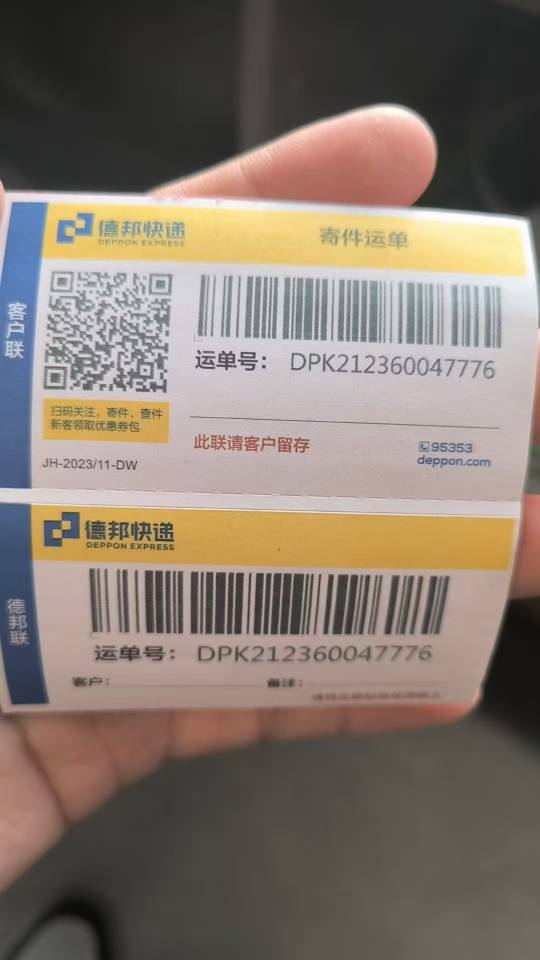 德邦快递
DEPPON EXPRESS
寄件运单
客户联
运单号: DPK212360047776
扫码关注,寄件、查件
新客领取优惠券包
此联请客户留存
95353
deppon.com
JH-2023/11-DW
德邦快递
DEPPON EXPRESS
德邦联
运单号: DPK212360047776
客户:
备注: